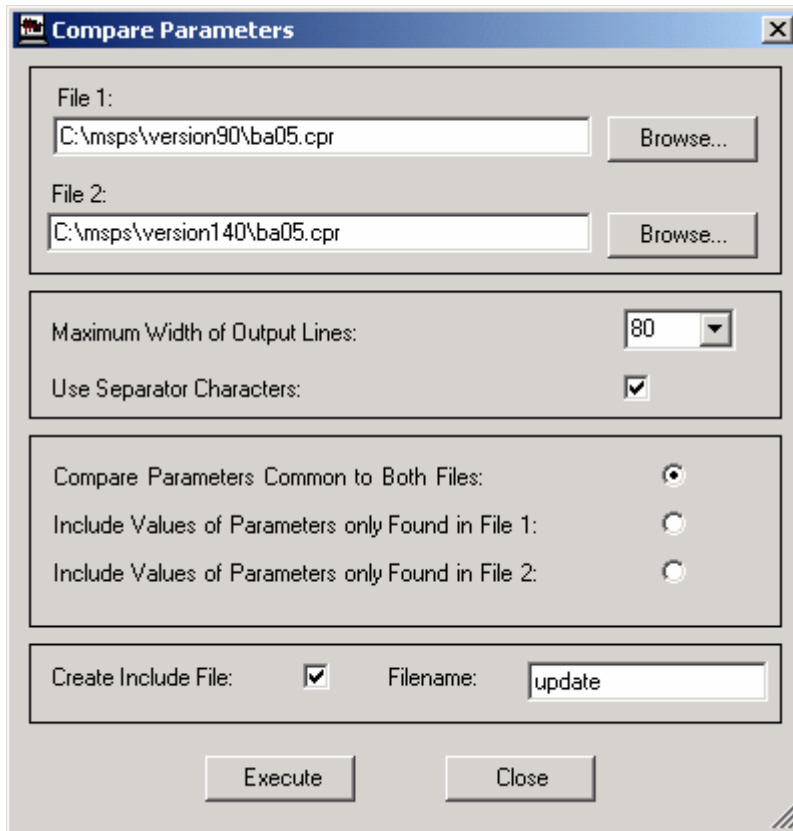 Compare Parameters
File 1:
C:\msps\version90\ba05.cpr
Browse...
File 2:
C:\msps\version140\ba05.cpr
Browse...
Maximum Width of Output Lines:
80
Use Separator Characters:
Compare Parameters Common to Both Files:
Include Values of Parameters only Found in File 1:
Include Values of Parameters only Found in File 2:
Create Include File:
Filename:
update
Execute
Close